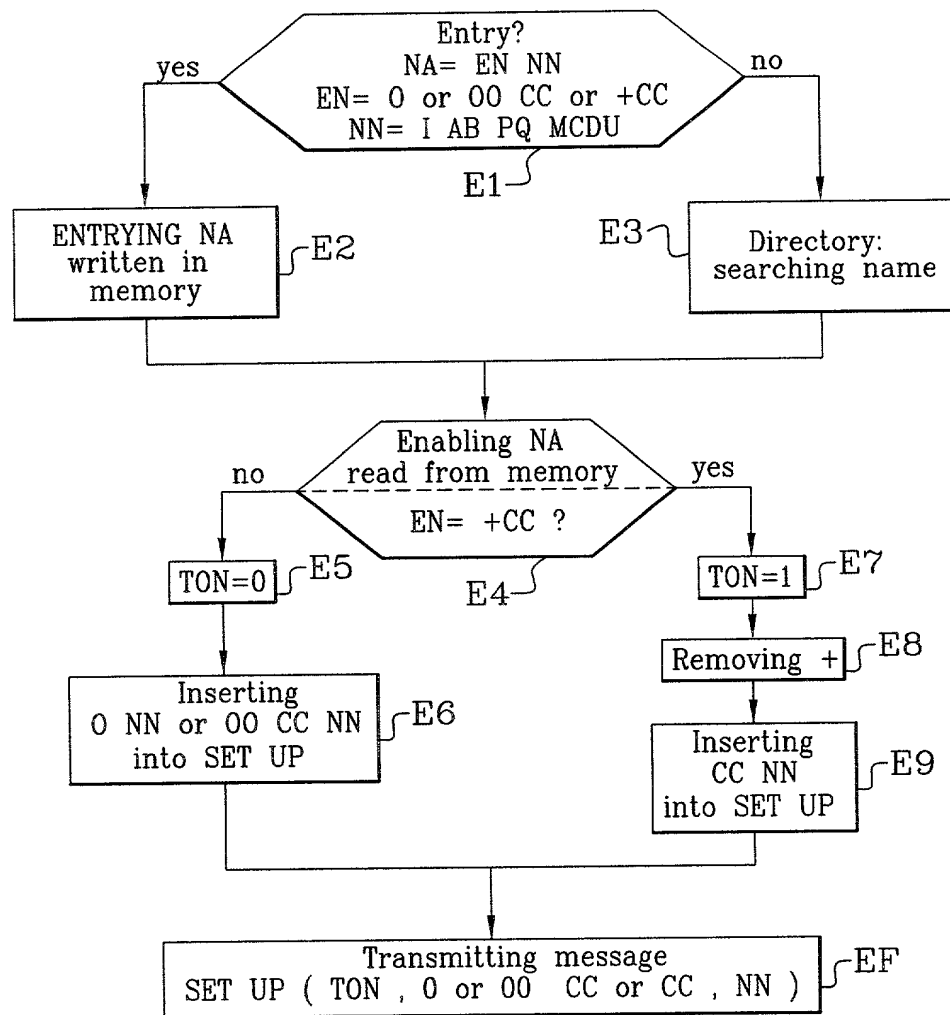 Entry?
NA= EN NN
EN= 0 or 00 CC or +CC
NN= I AB PQ MCDU
yes
no
E1
ENTRYING NA
written in
memory
E2
E3
Directory:
searching name
Enabling NA
read from memory
EN= +CC ?
no
yes
E4
TON=0
E5
TON=1
E7
Removing +
E8
Inserting
0 NN or 00 CC NN
into SET UP
E6
Inserting
CC NN
into SET UP
E9
Transmitting message
SET UP ( TON , 0 or 00 CC or CC , NN )
EF